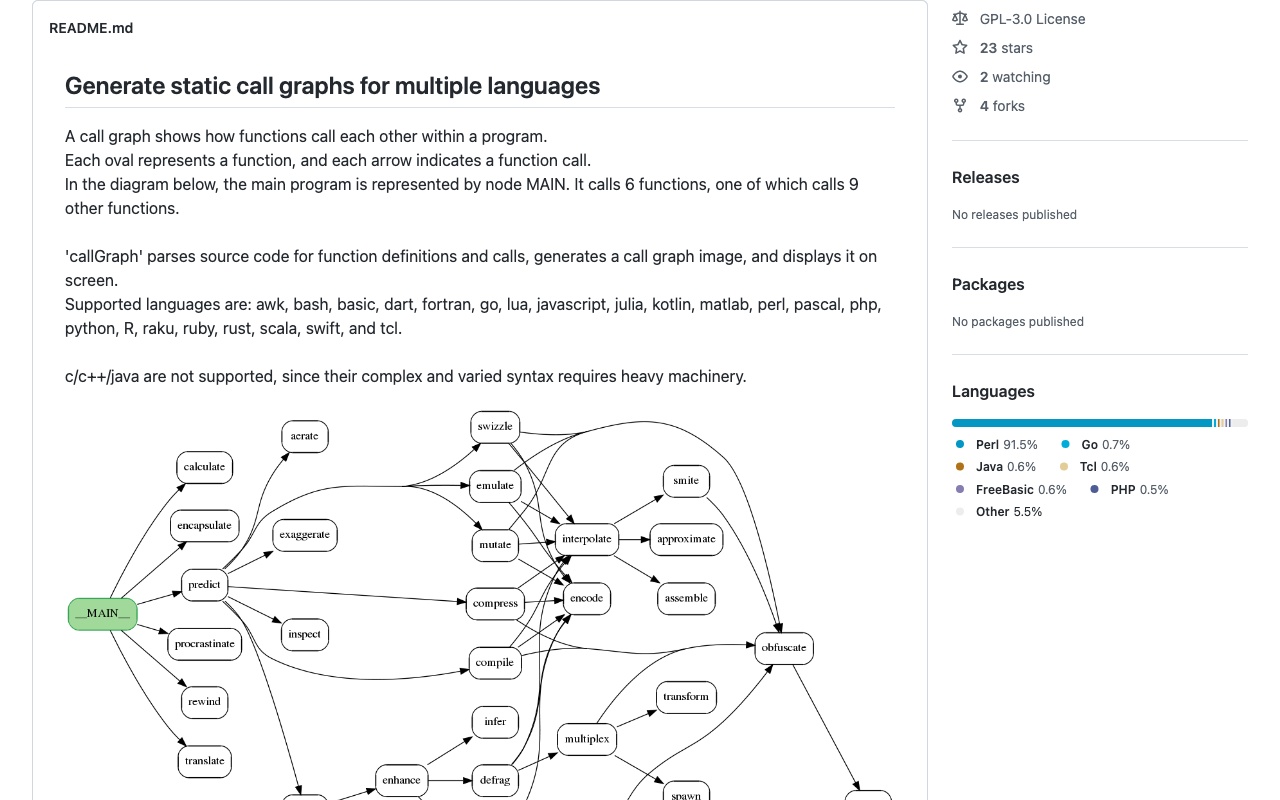 README.md
Generate static call graphs for multiple languages
A call graph shows how functions call each other within a program.
Each oval represents a function, and each arrow indicates a function call.
In the diagram below, the main program is represented by node MAIN. It calls 6 functions, one of which calls 9
other functions.
'callGraph' parses source code for function definitions and calls, generates a call graph image, and displays it on
screen.
Supported languages are: awk, bash, basic, dart, fortran, go, lua, javascript, julia, kotlin, matlab, perl, pascal, php,
python, R, raku, ruby, rust, scala, swift, and tcl.
c/c++/java are not supported, since their complex and varied syntax requires heavy machinery.
swizzle
aerate
calculate
smite
emulate
encapsulate
exaggerate
mutate
interpolate
approximate
predict
compress
encode
assemble
__MAIN__
inspect
procrastinate
obfuscate
compile
transform
rewind
infer
multiplex
translate
enhance
defrag
spawn
GPL-3.0 License
23 stars
2 watching
4 forks
Releases
No releases published
Packages
No packages published
Languages
Perl 91.5%
Go 0.7%
Java 0.6%
Tcl 0.6%
FreeBasic 0.6%
PHP 0.5%
Other 5.5%